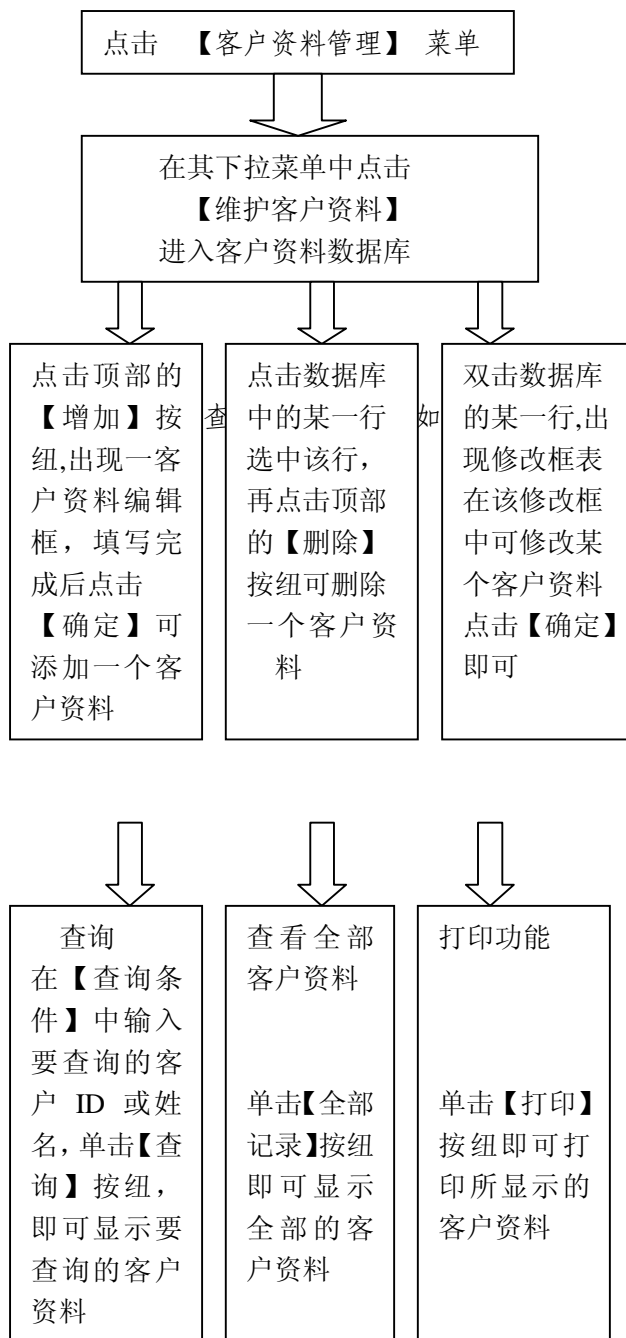 点击 【客户资料管理】 菜单
在其下拉菜单中点击
【维护客户资料】
进入客户资料数据库
点击顶部的
【增加】按
纽,出现一客
户资料编辑
框，填写完
成后点击
【确定】可
添加一个客
户资料
查
点击数据库
中的某一行
选中该行，
再点击顶部
的【删除】
按纽可删除
一个客户资
料
如
双击数据库
的某一行,出
现修改框表
在该修改框
中可修改某
个客户资料
点击【确定】
即可
查询
在【查询条
件】中输入
要查询的客
户 ID 或姓
名,单击【查
询】按纽，
即可显示要
查询的客户
资料
查看全部
客户资料
单击【全部
记录】按纽
即可显示
全部的客
户资料
打印功能
单击【打印】
按纽即可打
印所显示的
客户资料